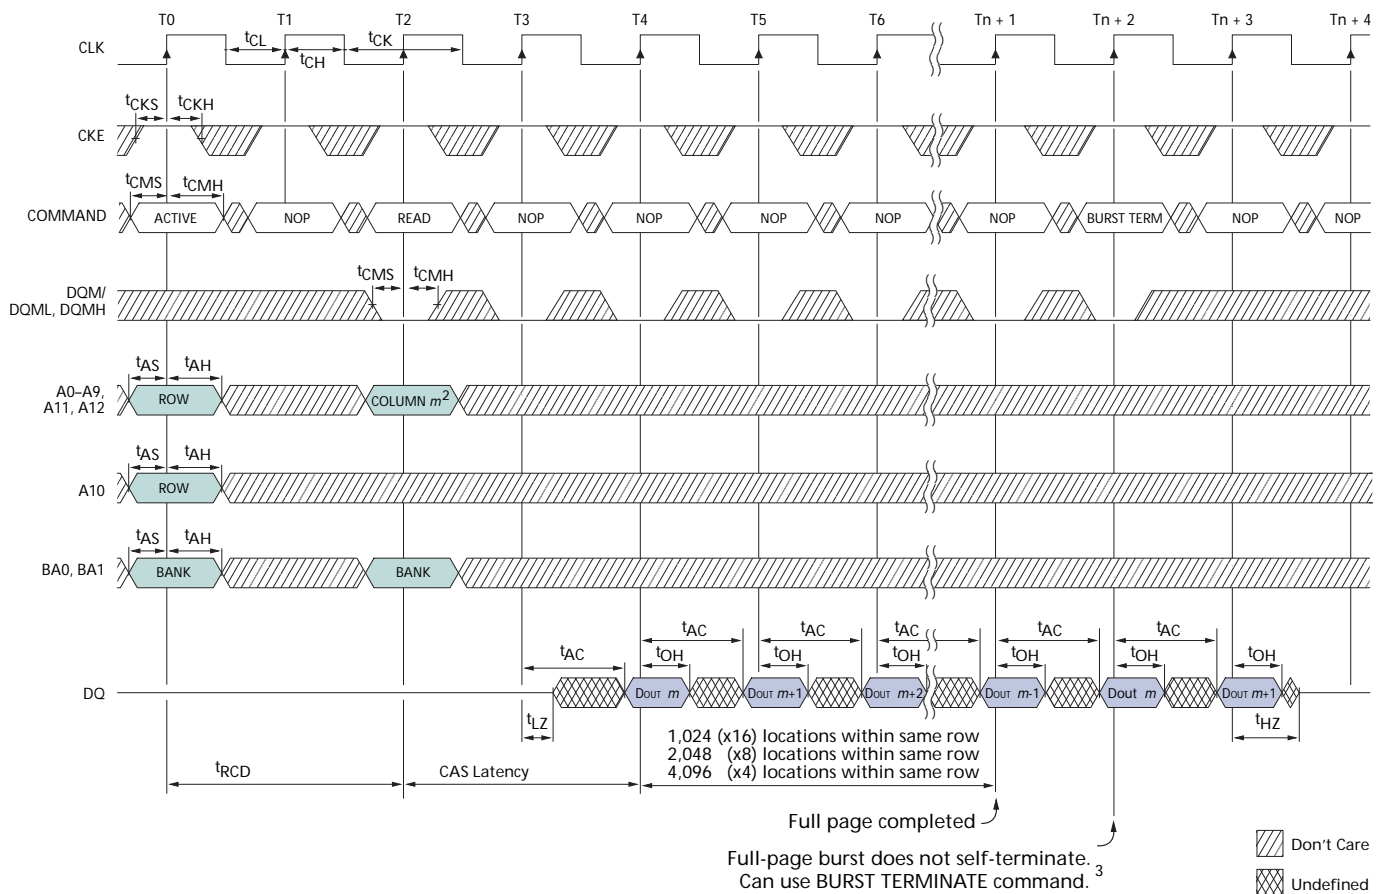 T0 T1 T2 T3 T4 T5 T6 Tn + 1 Tn + 2 Tn + 3 Tn + 4
CLK
tCL tCK
tCH
tCKS tCKH
CKE
tCMS tCMH
COMMAND
ACTIVE NOP READ NOP NOP NOP NOP NOP BURST TERM NOP NOP
tCMS tCMH
DQM/
DQML, DQMH
tAS tAH
A0–A9,
A11, A12
ROW COLUMN m2
tAS tAH
A10
ROW
tAS tAH
BA0, BA1
BANK BANK
tAC tAC tAC tAC tAC
tAC tOH tOH tOH tOH tOH tOH
DQ
DOUT m DOUT m+1 DOUT m+2 DOUT m-1 Dout m DOUT m+1
tLZ tHZ
1,024 (x16) locations within same row
2,048 (x8) locations within same row
4,096 (x4) locations within same row
tRCD CAS Latency
Full page completed
Full-page burst does not self-terminate. 3
Can use BURST TERMINATE command.
Don't Care
Undefined